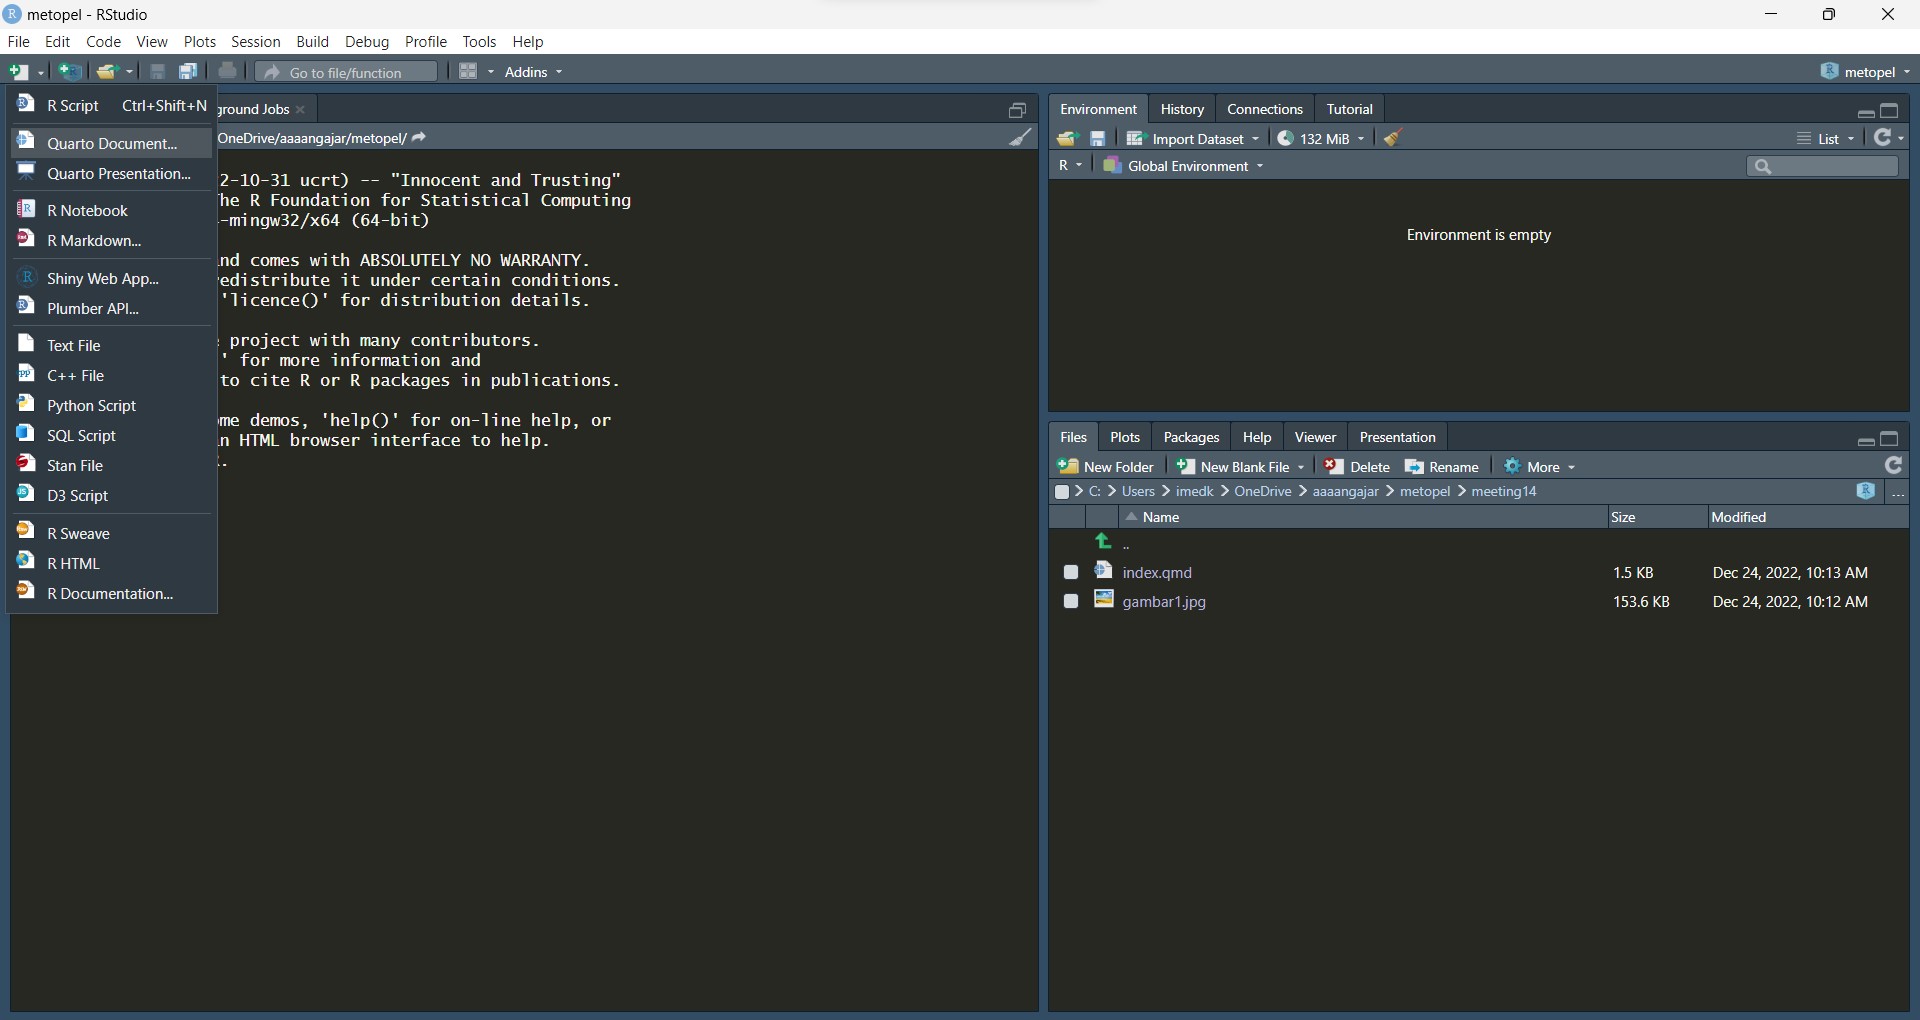 metopel - RStudio
File Edit Code View Plots Session Build Debug Profile Tools Help
Go to file/function Addins metopel
R Script Ctrl+Shift+N
Quarto Document...
Quarto Presentation...
R Notebook
R Markdown...
Shiny Web App...
Plumber API...
Text File
C++ File
Python Script
SQL Script
Stan File
D3 Script
R Sweave
R HTML
R Documentation...
ground Jobs
OneDrive/aaaangajar/metopel/
2-10-31 ucrt) -- "Innocent and Trusting"
he R Foundation for Statistical Computing
-mingw32/x64 (64-bit)
nd comes with ABSOLUTELY NO WARRANTY.
redistribute it under certain conditions.
'licence()' for distribution details.
project with many contributors.
' for more information and
to cite R or R packages in publications.
me demos, 'help()' for on-line help, or
n HTML browser interface to help.
Environment History Connections Tutorial
Import Dataset 132 MiB List
R Global Environment
Environment is empty
Files Plots Packages Help Viewer Presentation
New Folder New Blank File Delete Rename More
C: > Users > imedk > OneDrive > aaaangajar > metopel > meeting14 ...
Name Size Modified
..
index.qmd 1.5 KB Dec 24, 2022, 10:13 AM
gambar1.jpg 153.6 KB Dec 24, 2022, 10:12 AM